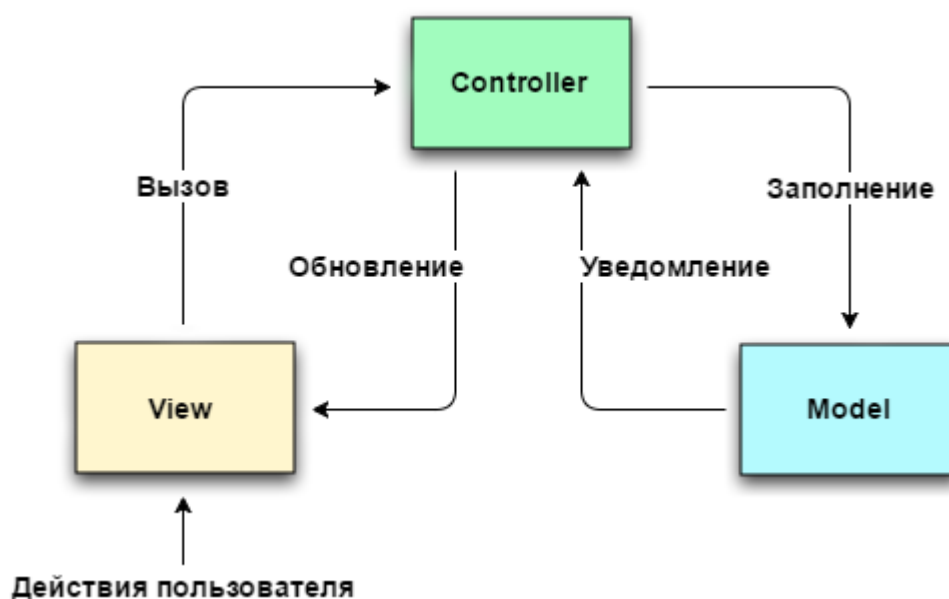 Controller
Вызов
Заполнение
Обновление
Уведомление
View
Model
Действия пользователя